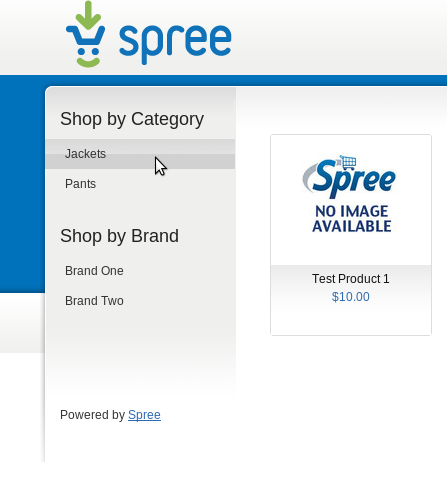 spree
Shop by Category
Jackets
Pants
Shop by Brand
Brand One
Brand Two
Powered by Spree
Spree
NO IMAGE
AVAILABLE
Test Product 1
$10.00